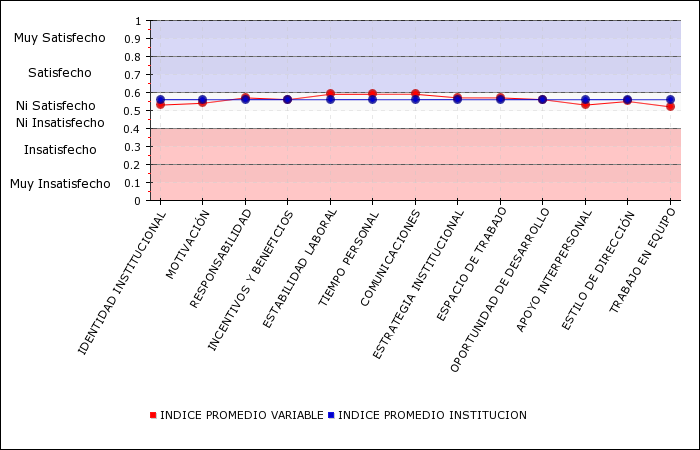 1
Muy Satisfecho
0.9
0.8
Satisfecho
0.7
0.6
Ni Satisfecho
Ni Insatisfecho
0.5
0.4
Insatisfecho
0.3
0.2
Muy Insatisfecho
0.1
0
IDENTIDAD INSTITUCIONAL
MOTIVACIÓN
RESPONSABILIDAD
INCENTIVOS Y BENEFICIOS
ESTABILIDAD LABORAL
TIEMPO PERSONAL
COMUNICACIONES
ESTRATEGIA INSTITUCIONAL
ESPACIO DE TRABAJO
OPORTUNIDAD DE DESARROLLO
APOYO INTERPERSONAL
ESTILO DE DIRECCIÓN
TRABAJO EN EQUIPO
INDICE PROMEDIO VARIABLE INDICE PROMEDIO INSTITUCION